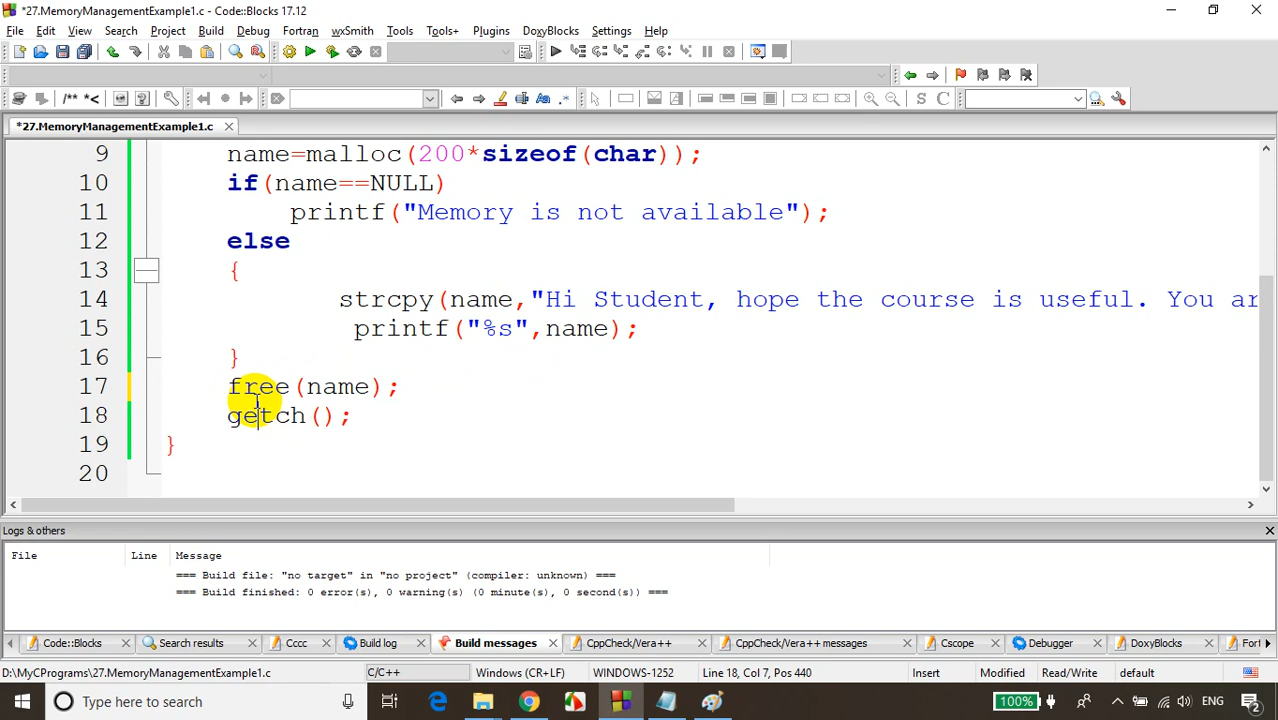 *27.MemoryManagementExample1.c - Code::Blocks 17.12
File Edit View Search Project Build Debug Fortran wxSmith Tools Tools+ Plugins DoxyBlocks Settings Help
/** *<
S C
*27.MemoryManagementExample1.c
9 name=malloc(200*sizeof(char));
10 if(name==NULL)
11 printf("Memory is not available");
12 else
13 {
14 strcpy(name,"Hi Student, hope the course is useful. You ar
15 printf("%s",name);
16 }
17 free(name);
18 getch();
19 }
20
Logs & others
File Line Message
=== Build file: "no target" in "no project" (compiler: unknown) ===
=== Build finished: 0 error(s), 0 warning(s) (0 minute(s), 0 second(s)) ===
Code::Blocks Search results Cccc Build log Build messages CppCheck/Vera++ CppCheck/Vera++ messages Cscope Debugger DoxyBlocks Fort
D:\MyCPrograms\27.MemoryManagementExample1.c C/C++ Windows (CR+LF) WINDOWS-1252 Line 18, Col 7, Pos 440 Insert Modified Read/Write default
Type here to search 100% ENG 2